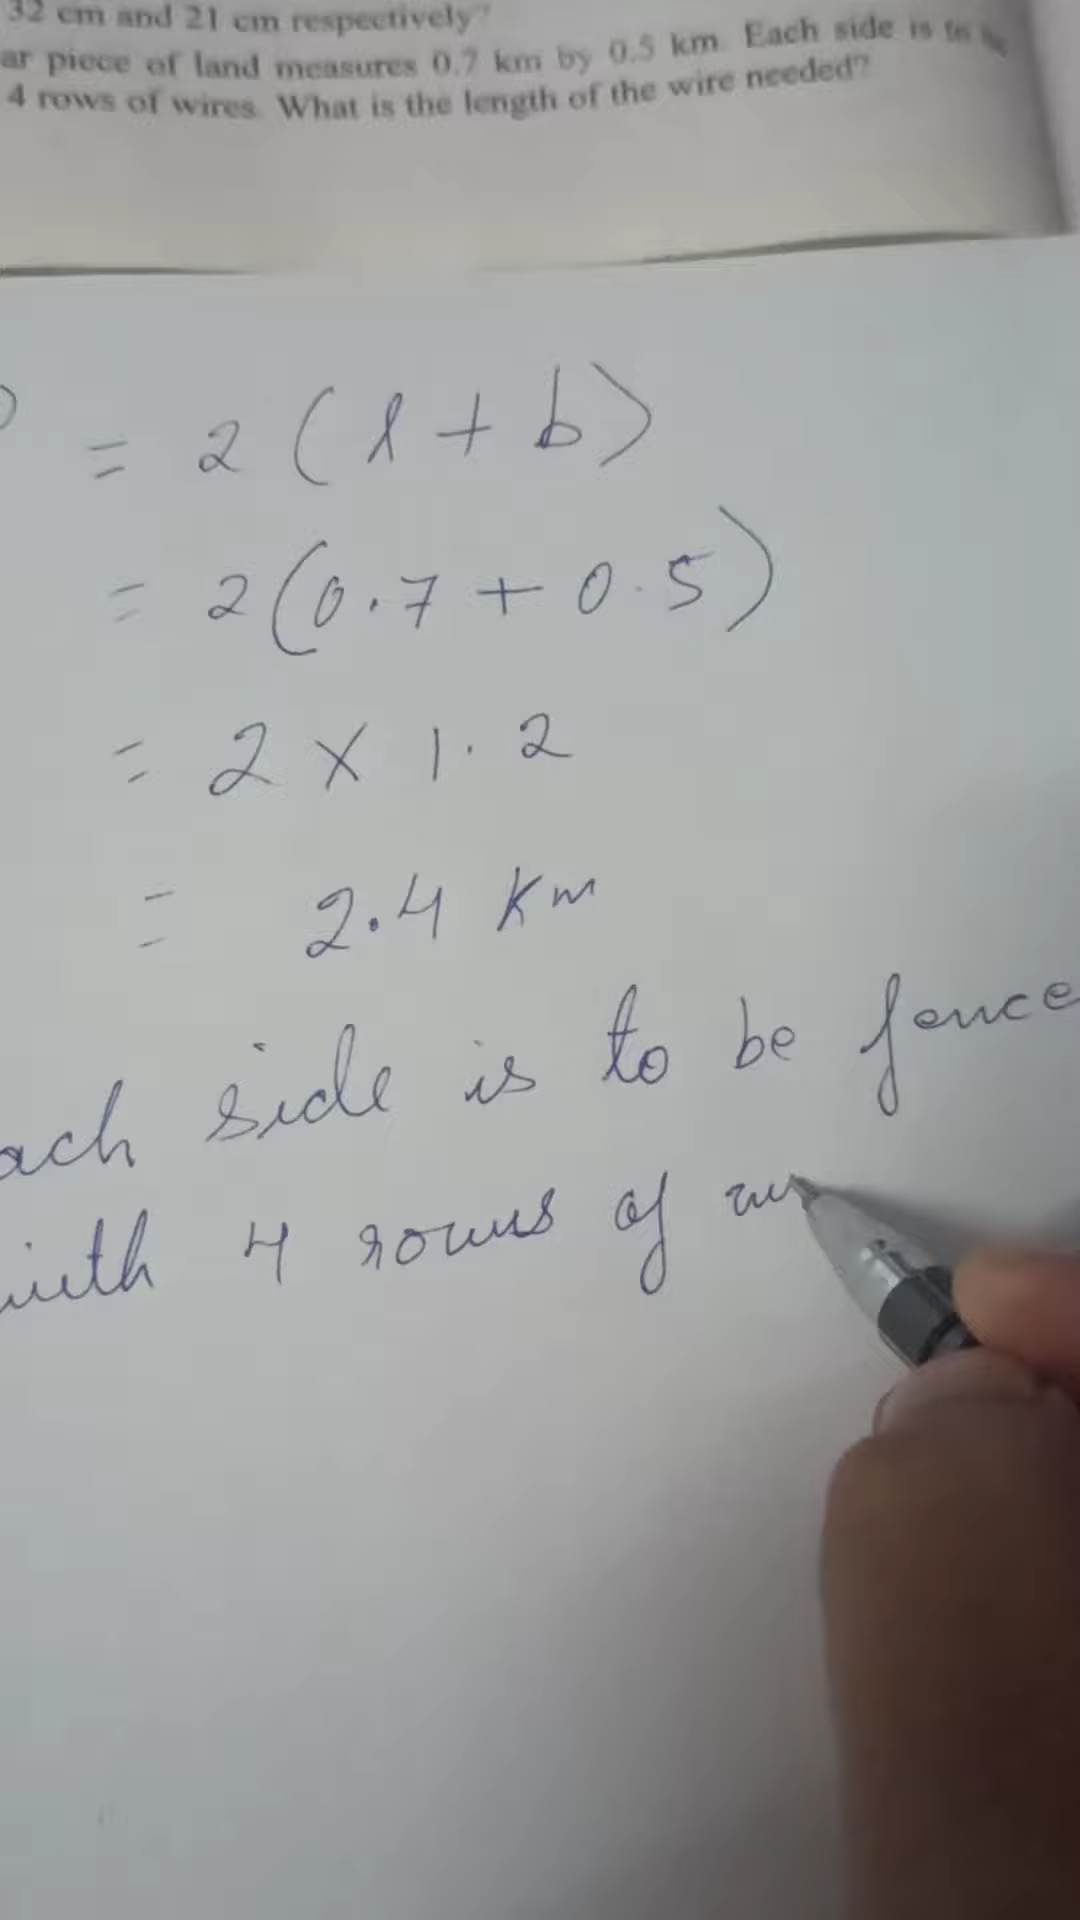 32 cm and 21 cm respectively?
ar piece of land measures 0.7 km by 0.5 km. Each side is to
4 rows of wires. What is the length of the wire needed?
= 2 (l + b)
= 2(0.7 + 0.5)
= 2 × 1.2
= 2.4 Km
ach side is to be fence
with 4 rows of